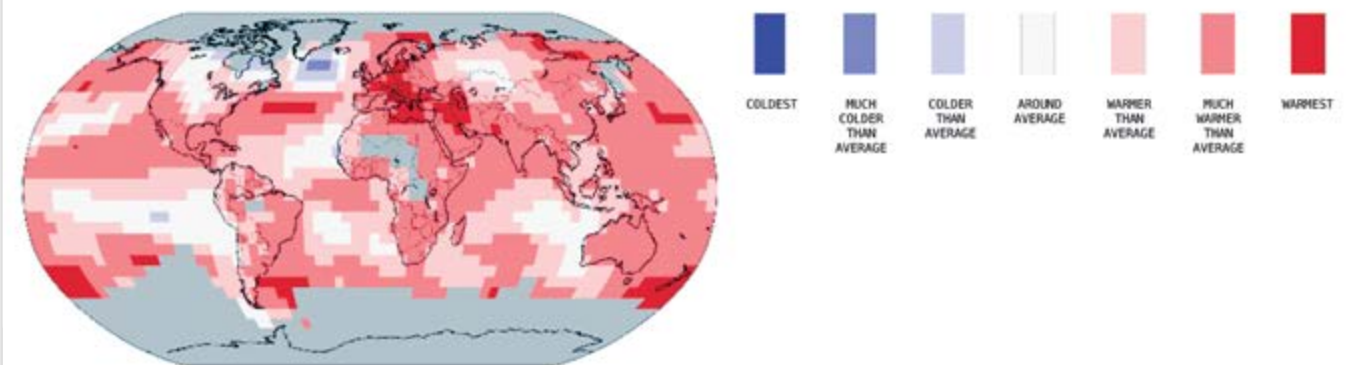 COLDEST
MUCH
COLDER
THAN
AVERAGE
COLDER
THAN
AVERAGE
AROUND
AVERAGE
WARMER
THAN
AVERAGE
MUCH
WARMER
THAN
AVERAGE
WARMEST